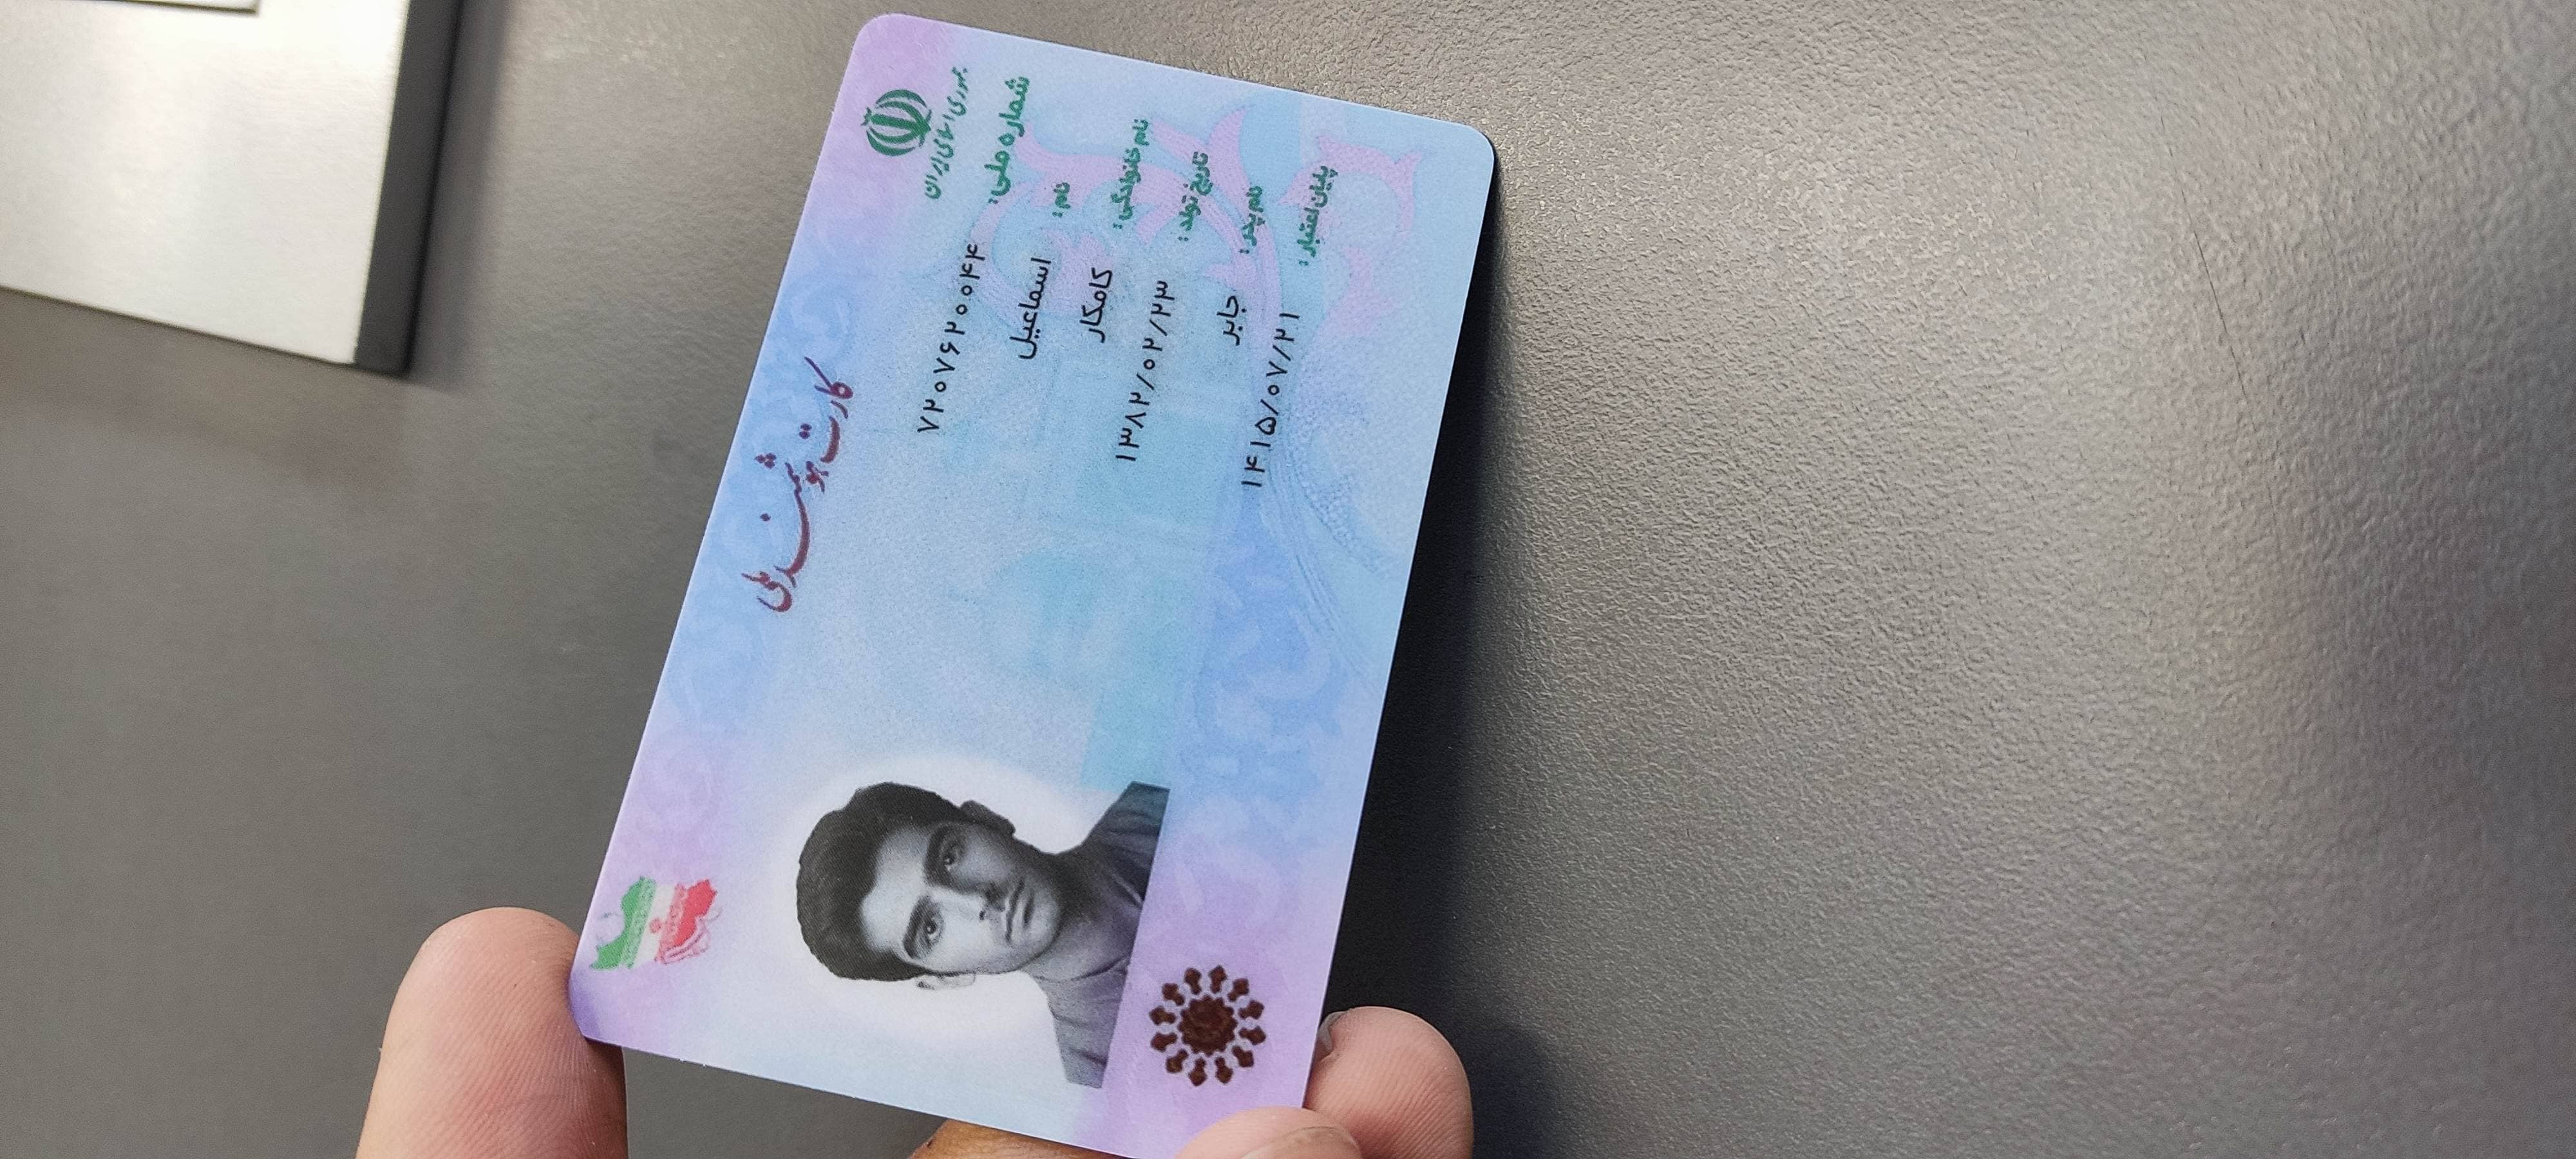 جمهوری اسلامی ایران
کارت هوشمند ملی
شماره ملی: ۷۲۰۷۶۲۰۰۴۴
نام: اسماعیل
نام خانوادگی: کامکار
تاریخ تولد: ۱۳۸۲/۰۲/۲۳
نام پدر: جابر
پایان اعتبار: ۱۴۱۵/۰۷/۲۱